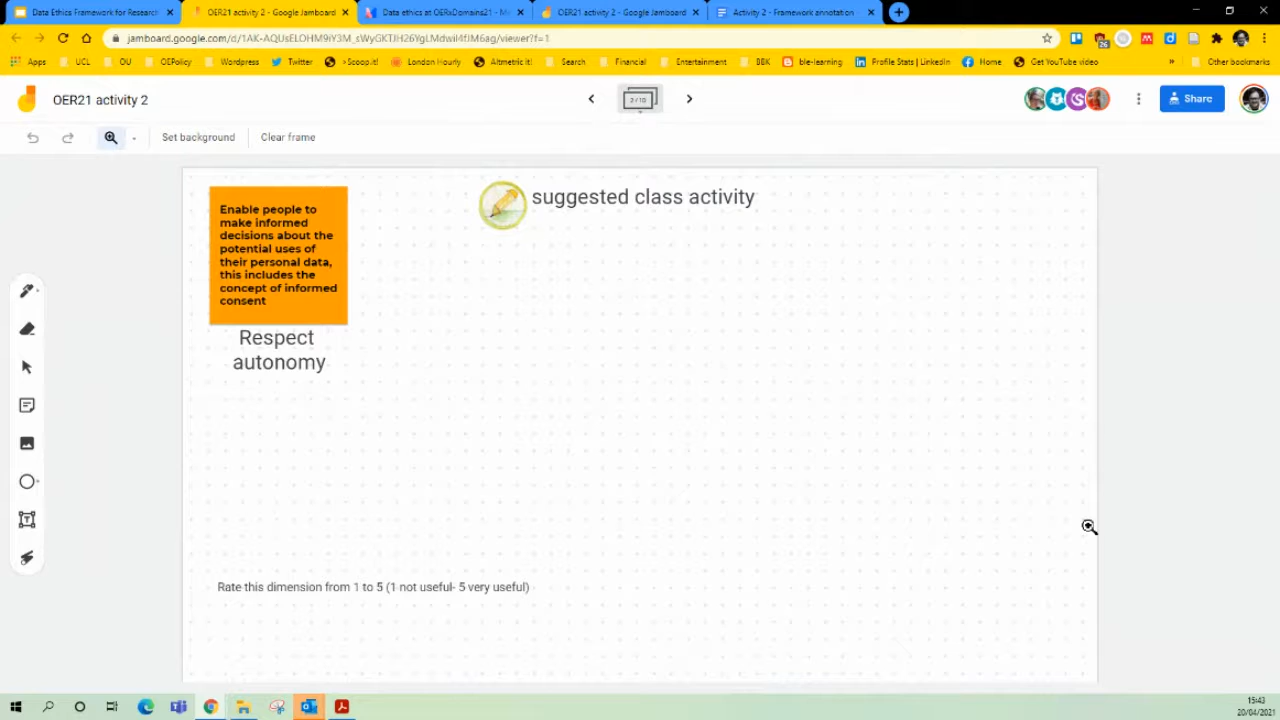 Data Ethics Framework for Research
OER21 activity 2 - Google Jamboard
Data ethics at OERxDomains21 - M
OER21 activity 2 - Google Jamboard
Activity 2 - Framework annotation
Apps
UCL
OU
OEPolicy
Wordpress
Twitter
>Scoop.it!
London Hourly
Altmetric it!
Search
Financial
Entertainment
BBK
ble-learning
Profile Stats | LinkedIn
Home
Get YouTube video
»
Other bookmarks
OER21 activity 2
2/10
Share
Set background
Clear frame
Enable people to
make informed
decisions about the
potential uses of
their personal data,
this includes the
concept of informed
consent
suggested class activity
Respect
autonomy
Rate this dimension from 1 to 5 (1 not useful- 5 very useful)
15:43
20/04/2021